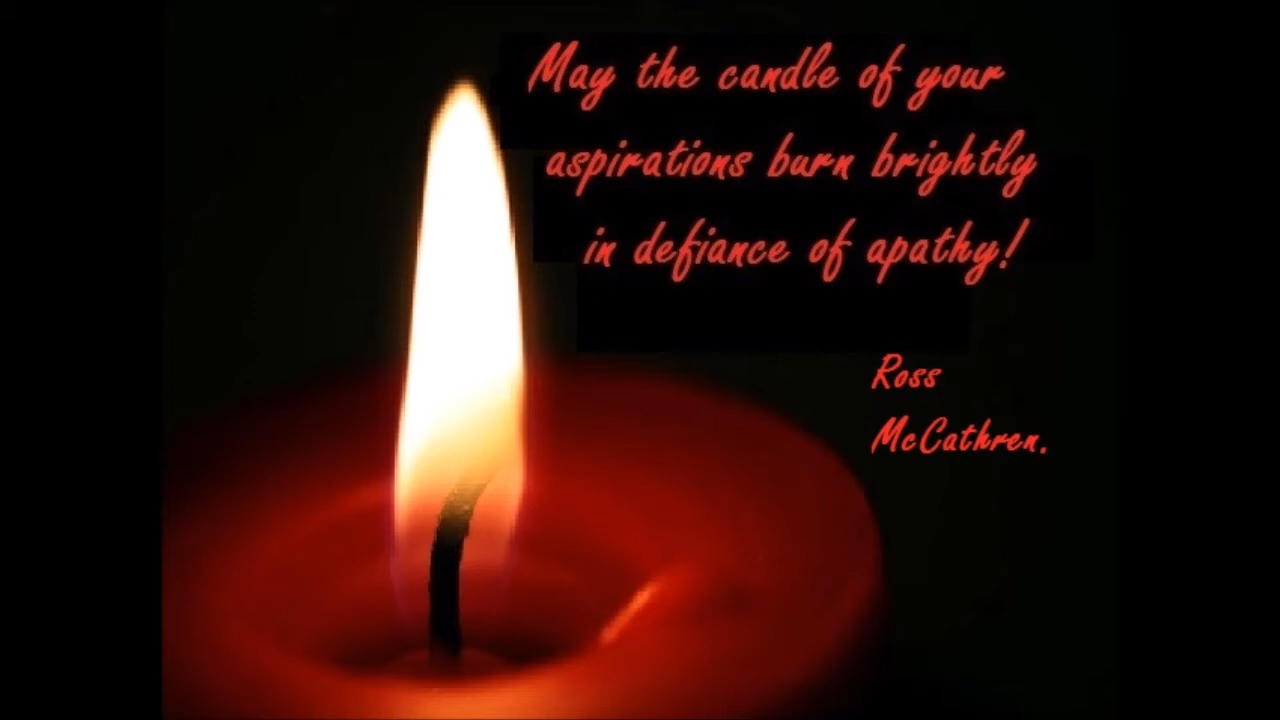 May the candle of your
aspirations burn brightly
in defiance of apathy!
Ross
McCathren.